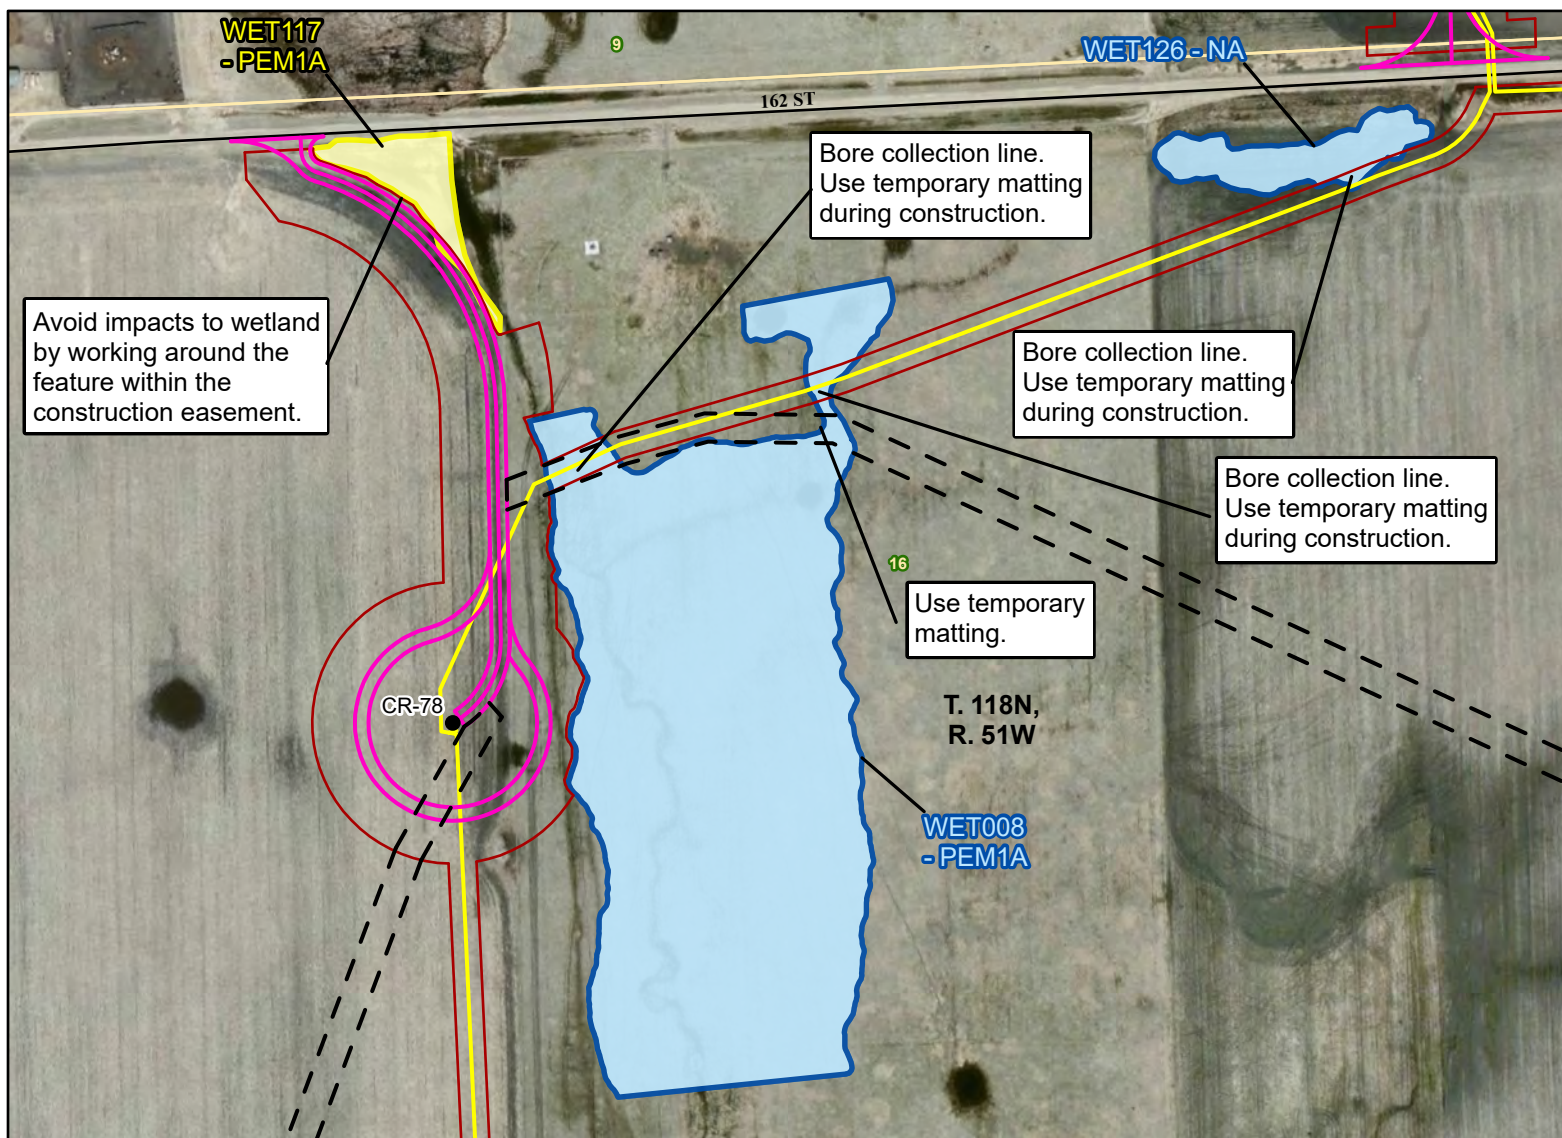 WET117
- PEM1A
9
WET126 - NA
162 ST
Bore collection line.
Use temporary matting
during construction.
Avoid impacts to wetland
by working around the
feature within the
construction easement.
Bore collection line.
Use temporary matting
during construction.
Bore collection line.
Use temporary matting
during construction.
16
Use temporary
matting.
CR-78
T. 118N,
R. 51W
WET008
- PEM1A